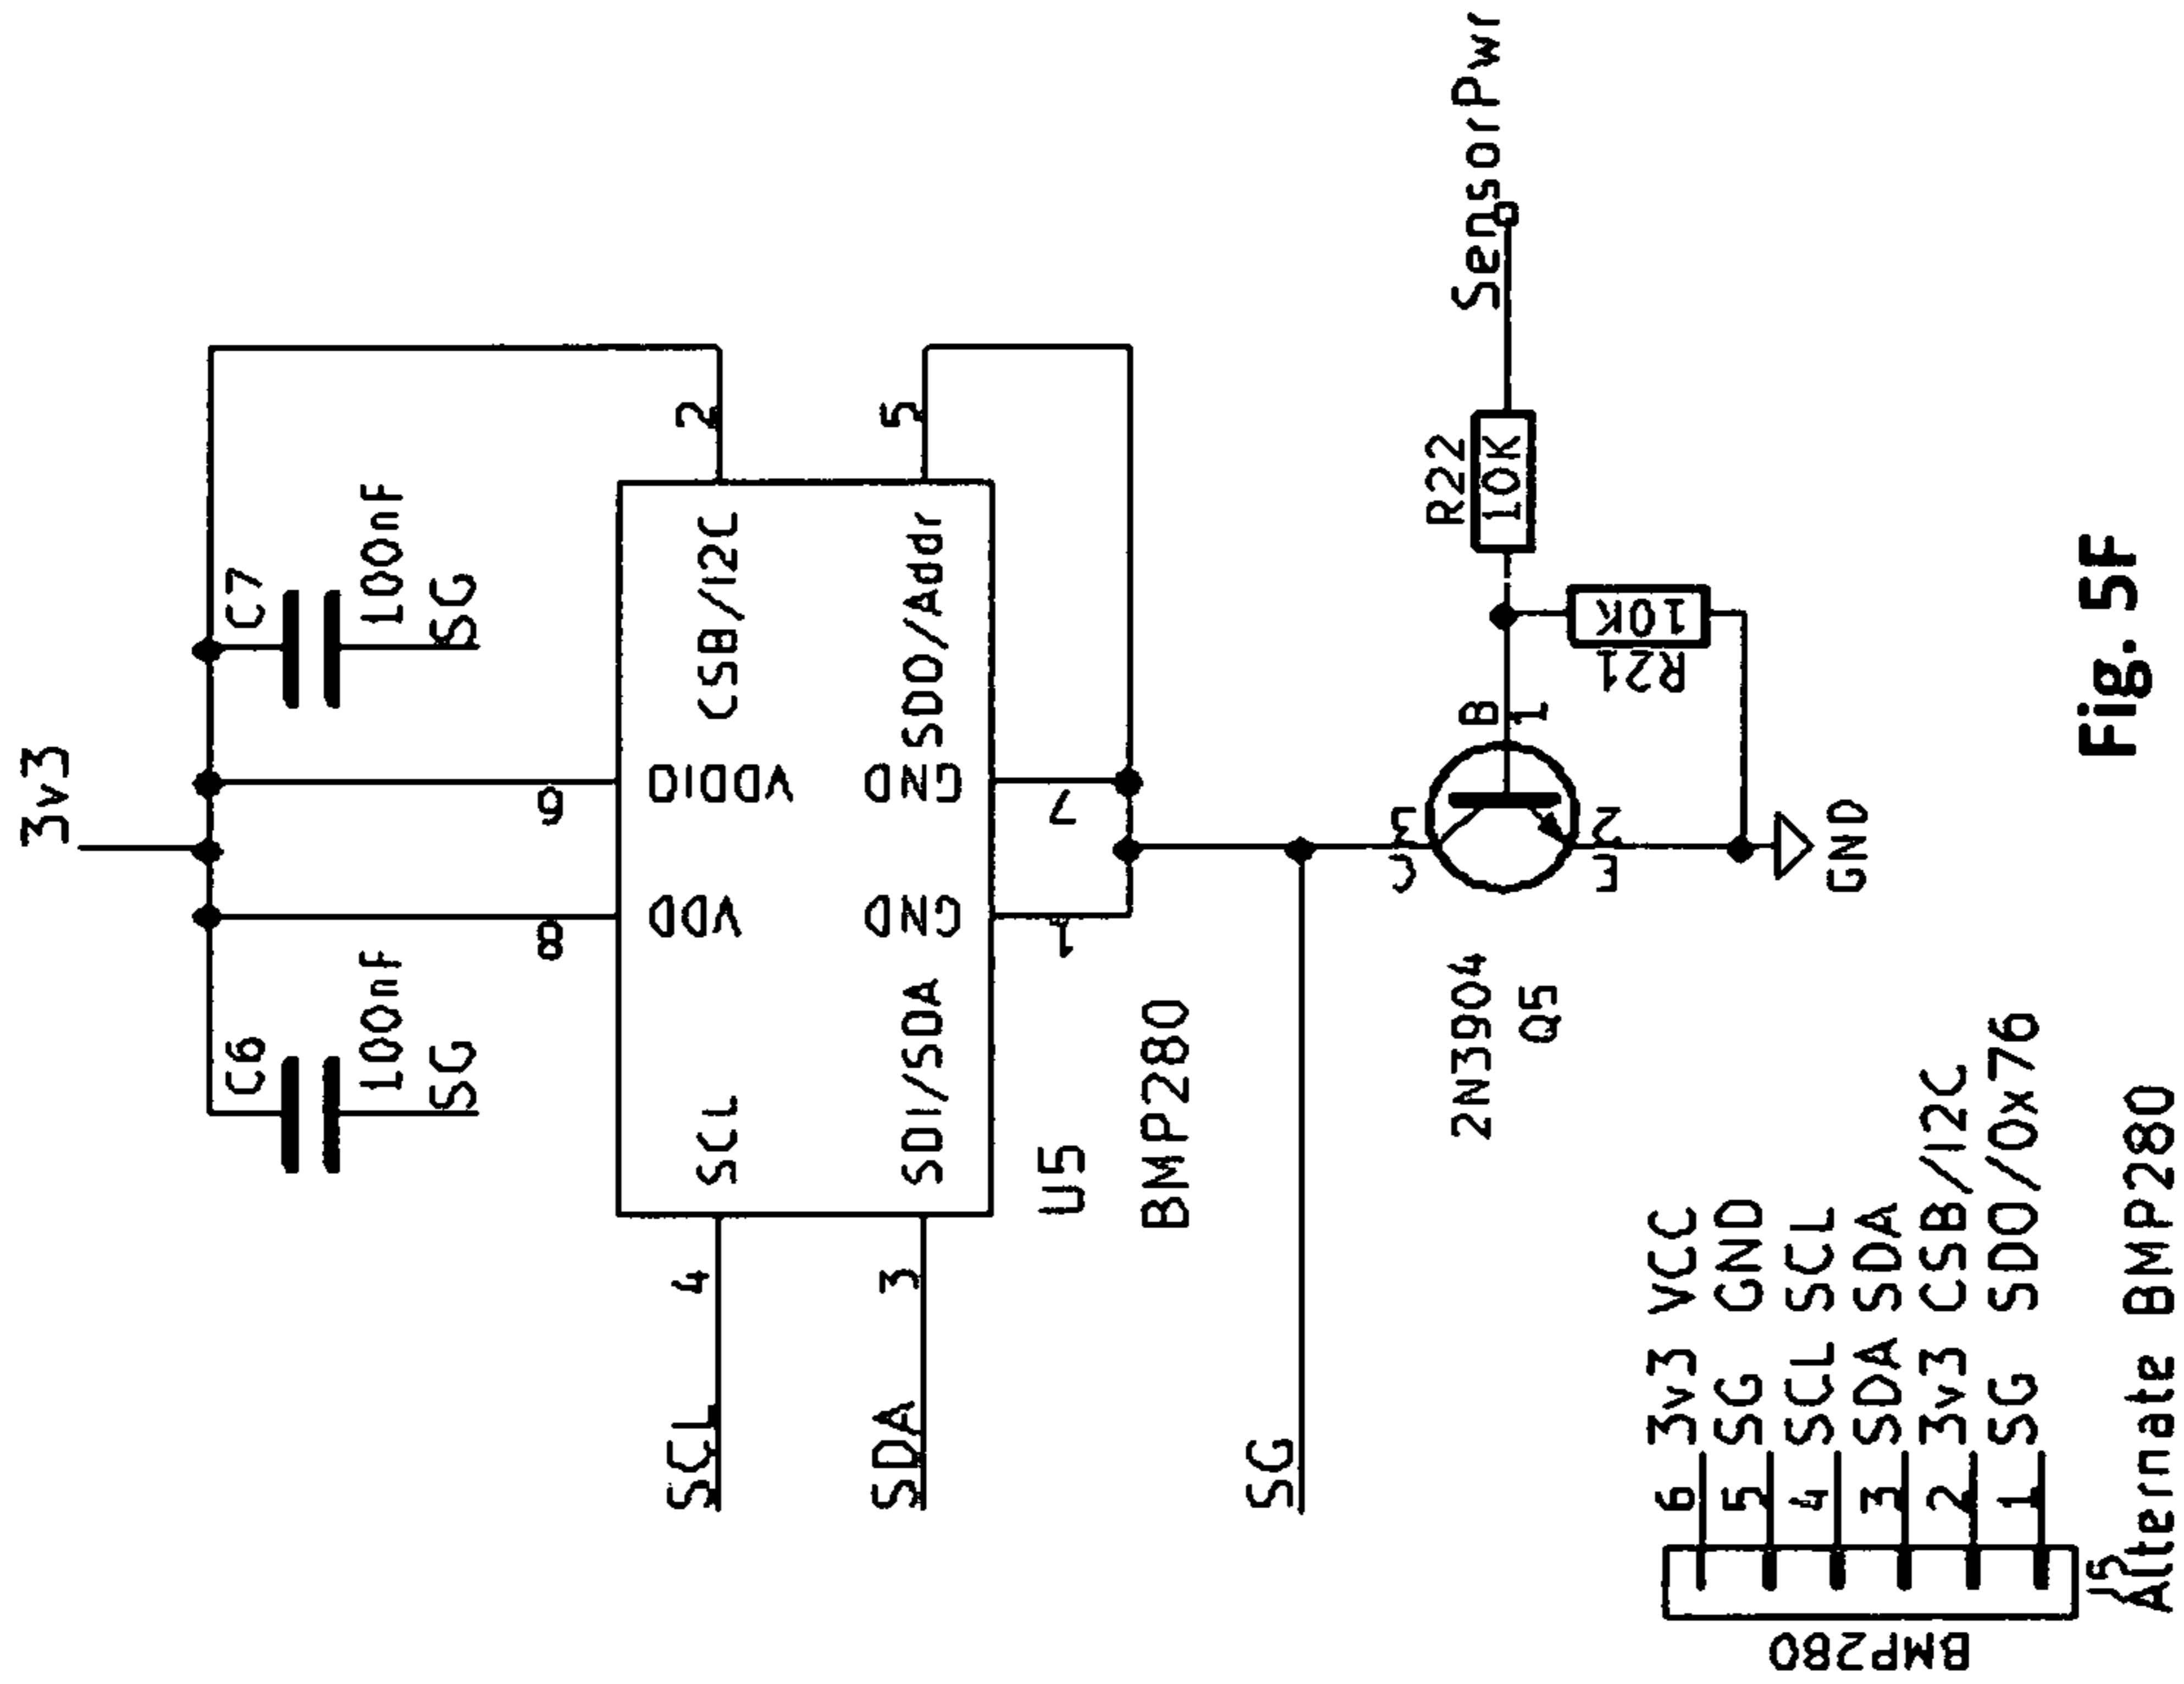 3v3
C6
100nF
SG
C7
100nF
SG
8
6
VDD
VDDIO
SCL
4
SCL
CSB/I2C
2
SDA
3
SDI/SDA
SDO/Addr
5
GND
GND
1
7
U5
BMP280
SG
C
3
B
1
2
E
2N3904
Q5
R22
10K
SensorPwr
R21
10K
GND
BMP280
6 3v3 VCC
5 SG GND
4 SCL SCL
3 SDA SDA
2 3v3 CSB/I2C
1 SG SDO/0x76
J5
Alternate BMP280
Fig. 5F